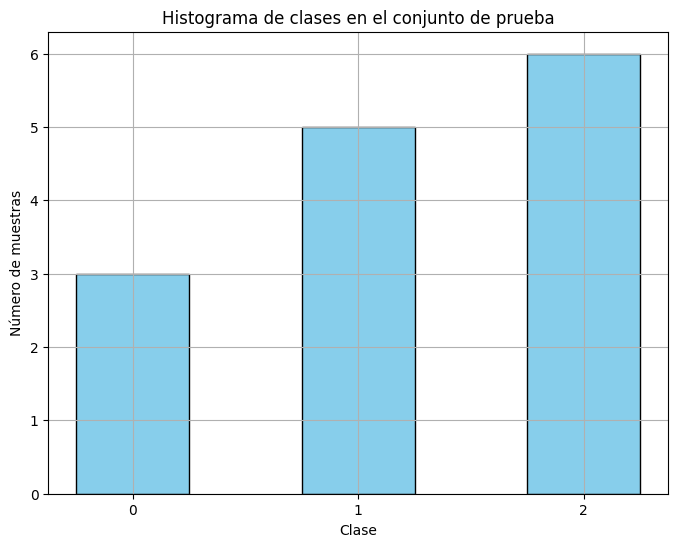 Histograma de clases en el conjunto de prueba
6
5
4
3
2
1
0
Número de muestras
0 1 2
Clase